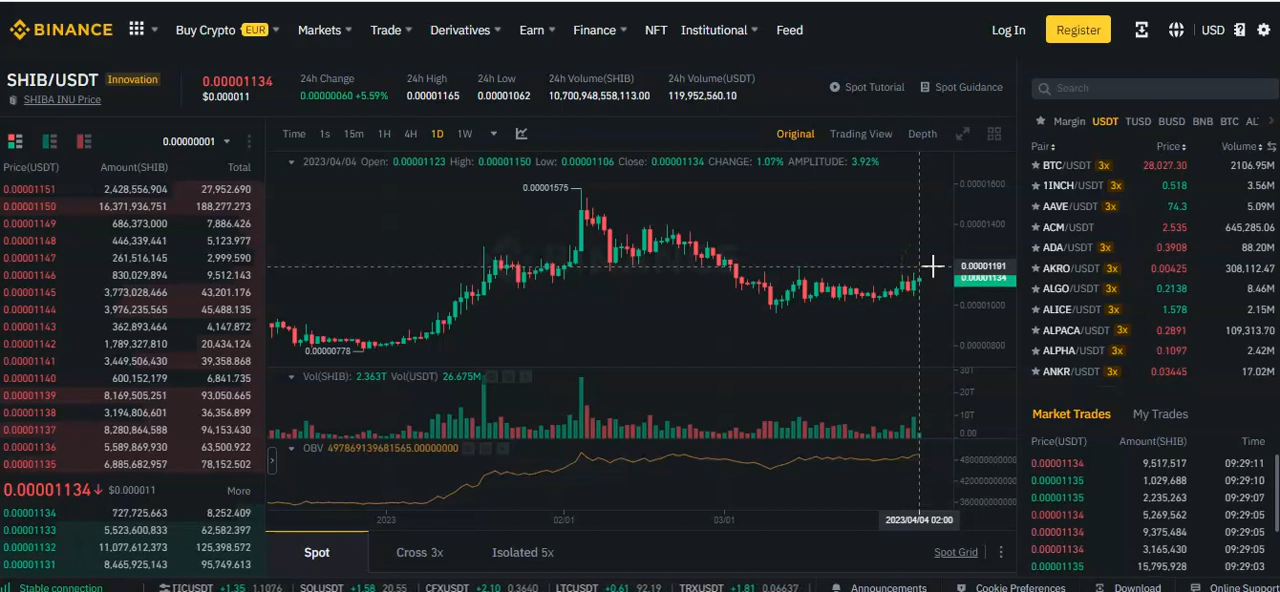 BINANCE Buy Crypto EUR Markets Trade Derivatives Earn Finance NFT Institutional Feed Log In Register USD
SHIB/USDT Innovation
SHIBA INU Price
0.00001134
$0.000011
24h Change
0.00000060 +5.59%
24h High
0.00001165
24h Low
0.00001062
24h Volume(SHIB)
10,700,948,558,113.00
24h Volume(USDT)
119,952,560.10
Spot Tutorial Spot Guidance
0.00000001
Price(USDT) Amount(SHIB) Total
0.00001151 2,428,556,904 27,952.690
0.00001150 16,371,936,751 188,277.273
0.00001149 686,373,000 7,886.426
0.00001148 446,339,441 5,123.977
0.00001147 261,516,145 2,999.590
0.00001146 830,029,894 9,512.143
0.00001145 3,773,028,466 43,201.176
0.00001144 3,976,235,565 45,488.135
0.00001143 362,893,464 4,147.872
0.00001142 1,789,327,810 20,434.124
0.00001141 3,449,506,430 39,358.868
0.00001140 600,152,179 6,841.735
0.00001139 8,169,505,251 93,050.665
0.00001138 3,194,806,601 36,356.899
0.00001137 8,280,864,588 94,153.430
0.00001136 5,589,869,930 63,500.922
0.00001135 6,885,682,957 78,152.502
0.00001134↓ $0.000011 More
0.00001134 727,725,663 8,252.409
0.00001133 5,523,600,833 62,582.397
0.00001132 11,077,612,373 125,398.572
0.00001131 8,465,925,143 95,749.613
Time 1s 15m 1H 4H 1D 1W Original Trading View Depth
2023/04/04 Open: 0.00001123 High: 0.00001150 Low: 0.00001106 Close: 0.00001134 CHANGE: 1.07% AMPLITUDE: 3.92%
0.00001575
0.00000778
0.00001600
0.00001400
0.00001191
0.00001134
0.00001000
0.00000800
Vol(SHIB): 2.363T Vol(USDT) 26.675M
30T
20T
10T
0.00
OBV 497869139681565.00000000
2023 02/01 03/01 2023/04/04 02:00
Spot Cross 3x Isolated 5x Spot Grid
Search
Margin USDT TUSD BUSD BNB BTC
Pair Price Volume
BTC/USDT 3x 28,027.30 2106.95M
1INCH/USDT 3x 0.518 3.56M
AAVE/USDT 3x 74.3 5.09M
ACM/USDT 2.535 645,285.06
ADA/USDT 3x 0.3908 88.20M
AKRO/USDT 3x 0.00425 308,112.47
ALGO/USDT 3x 0.2138 8.46M
ALICE/USDT 3x 1.578 2.15M
ALPACA/USDT 3x 0.2891 109,313.70
ALPHA/USDT 3x 0.1097 2.42M
ANKR/USDT 3x 0.03445 17.02M
Market Trades My Trades
Price(USDT) Amount(SHIB) Time
0.00001134 9,517,517 09:29:11
0.00001135 1,029,688 09:29:10
0.00001135 2,235,263 09:29:07
0.00001134 5,269,562 09:29:05
0.00001134 9,375,484 09:29:05
0.00001134 3,165,430 09:29:05
0.00001135 15,795,928 09:29:03
Stable connection +1.35 1.1076 SOLUSDT +1.58 20.55 CFXUSDT +2.10 0.3640 LTCUSDT +0.61 92.19 TRXUSDT +1.81 0.06637 Announcements Cookie Preferences Download Online Support